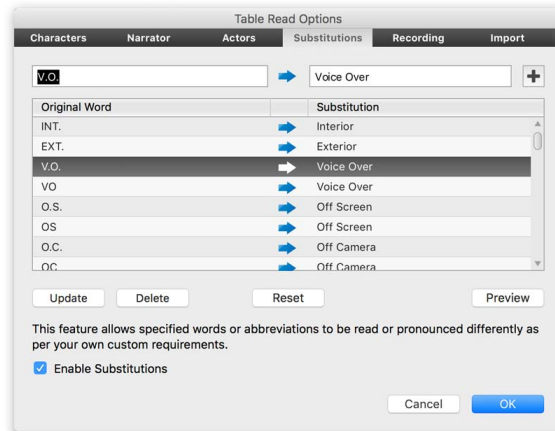 Table Read Options
Characters Narrator Actors Substitutions Recording Import
V.O. Voice Over
Original Word Substitution
INT. Interior
EXT. Exterior
V.O. Voice Over
VO Voice Over
O.S. Off Screen
OS Off Screen
O.C. Off Camera
OC Off Camera
Update Delete Reset Preview
This feature allows specified words or abbreviations to be read or pronounced differently as
per your own custom requirements.
Enable Substitutions
Cancel OK